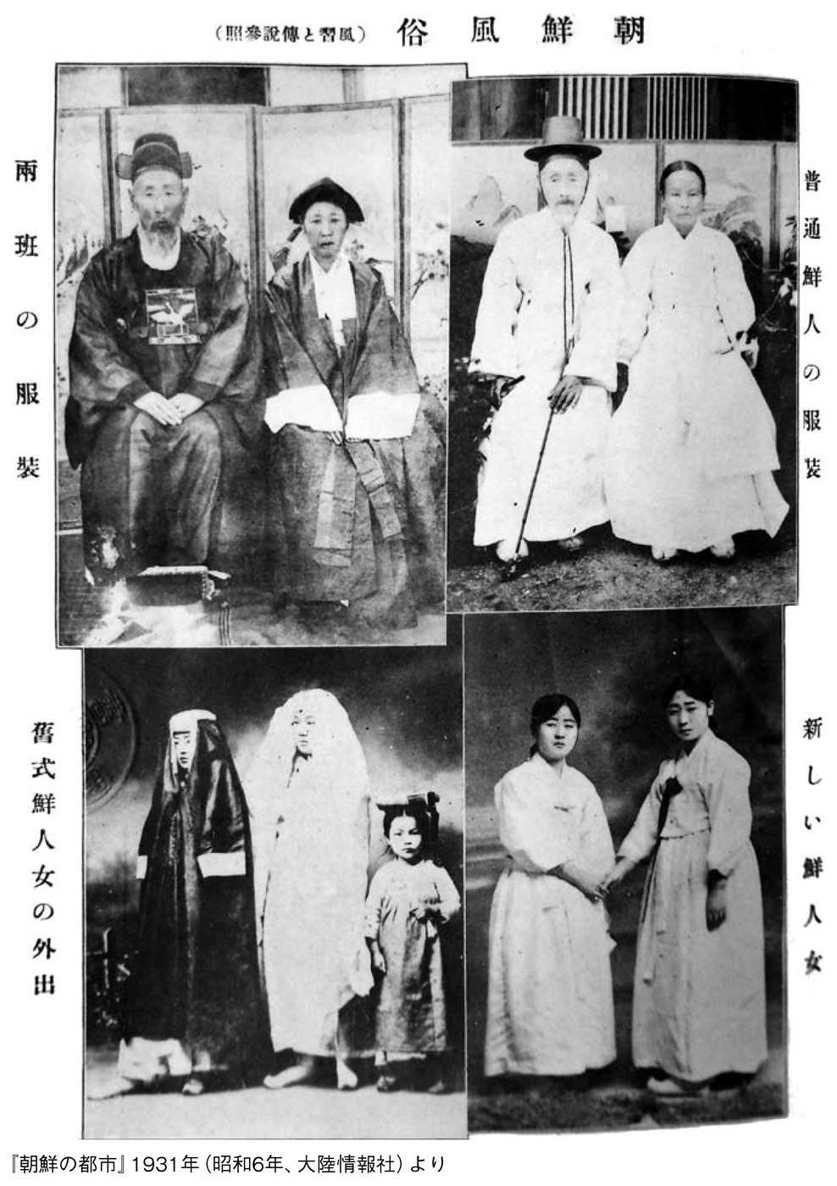 朝鮮風俗
（風習と傳說參照）
普通鮮人の服裝
兩班の服裝
新しい鮮人女
舊式鮮人女の外出
『朝鮮の都市』1931年（昭和6年、大陸情報社）より